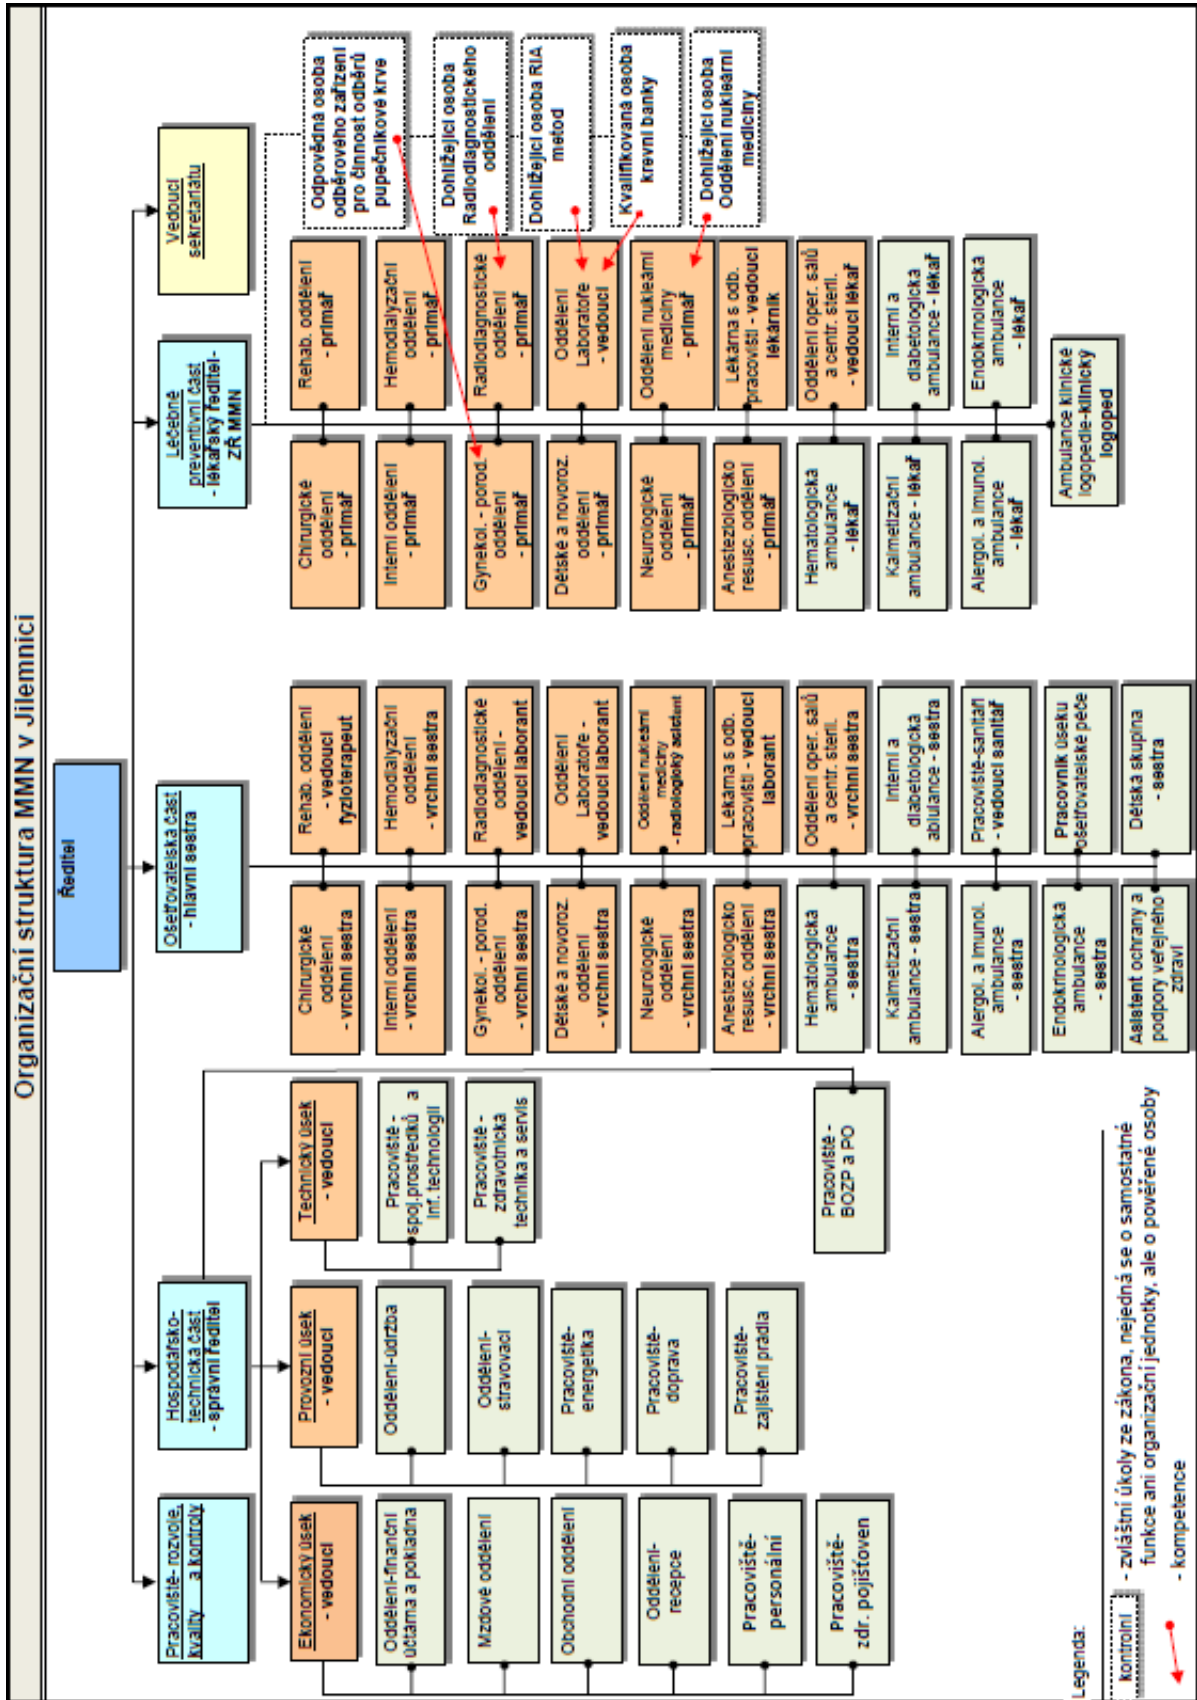 Organizační struktura MMN v Jilemnici
Ředitel
Pracoviště- rozvoje,
kvality a kontroly
Hospodářsko-
technická část
- správní ředitel
Ošetřovatelská část
- hlavní sestra
Léčebně
preventivní část
- lékařský ředitel-
ZŘ MMN
Vedoucí
sekretariátu
Ekonomický úsek
- vedoucí
Oddělení-finanční
účtárna a pokladna
Mzdové oddělení
Obchodní oddělení
Oddělení-
recepce
Pracoviště-
personální
Pracoviště-
zdr. pojišťoven
Provozní úsek
- vedoucí
Oddělení-údržba
Oddělení-
stravovací
Pracoviště-
energetika
Pracoviště-
doprava
Pracoviště-
zajištění prádla
Technický úsek
- vedoucí
Pracoviště -
spoj.prostředků a
inf. technologií
Pracoviště -
zdravotnická
technika a servis
Pracoviště -
BOZP a PO
Chirurgické
oddělení
- vrchní sestra
Rehab. oddělení
- vedoucí
fyzioterapeut
Interní oddělení
- vrchní sestra
Hemodialyzační
oddělení
- vrchní sestra
Gynekol. - porod.
oddělení
- vrchní sestra
Radiodiagnostické
oddělení -
vedoucí laborant
Dětské a novoroz.
oddělení
- vrchní sestra
Oddělení
Laboratoře -
vedoucí laborant
Neurologické
oddělení
- vrchní sestra
Oddělení nukleární
medicíny
- radiologický asistent
Anesteziologicko
resusc. oddělení
- vrchní sestra
Lékárna s odb.
pracovišti - vedoucí
laborant
Hematologická
ambulance
- sestra
Oddělení oper. sálů
a centr. steril.
- vrchní sestra
Kalmetizační
ambulance - sestra
Interní a
diabetologická
ablulance - sestra
Alergol. a imunol.
ambulance
- sestra
Pracoviště-sanitáři
- vedoucí sanitář
Endokrinologická
ambulance
- sestra
Pracovník úseku
ošetřovatelské péče
Asistent ochrany a
podpory veřejného
zdraví
Dětská skupina
- sestra
Chirurgické
oddělení
- primář
Rehab. oddělení
- primář
Interní oddělení
- primář
Hemodialyzační
oddělení
- primář
Gynekol. - porod.
oddělení
- primář
Radiodiagnostické
oddělení
- primář
Dětské a novoroz.
oddělení
- primář
Oddělení
Laboratoře
- vedoucí
Neurologické
oddělení
- primář
Oddělení nukleární
medicíny
- primář
Anesteziologicko
resusc. oddělení
- primář
Lékárna s odb.
pracovišti - vedoucí
lékárník
Hematologická
ambulance
- lékař
Oddělení oper. sálů
a centr. steril.
- vedoucí lékař
Kalmetizační
ambulance - lékař
Interní a
diabetologická
ambulance - lékař
Alergol. a imunol.
ambulance
- lékař
Endokrinologická
ambulance
- lékař
Ambulance klinické
logopedie-klinický
logoped
Odpovědná osoba
odběrového zařízení
pro činnost odběrů
pupečníkové krve
Dohlížející osoba
Radiodiagnostického
oddělení
Dohlížející osoba RIA
metod
Kvalifikovaná osoba
krevní banky
Dohlížející osoba
Oddělení nukleární
medicíny
Legenda:
kontrolní
- zvláštní úkoly ze zákona, nejedná se o samostatné
funkce ani organizační jednotky, ale o pověřené osoby
- kompetence